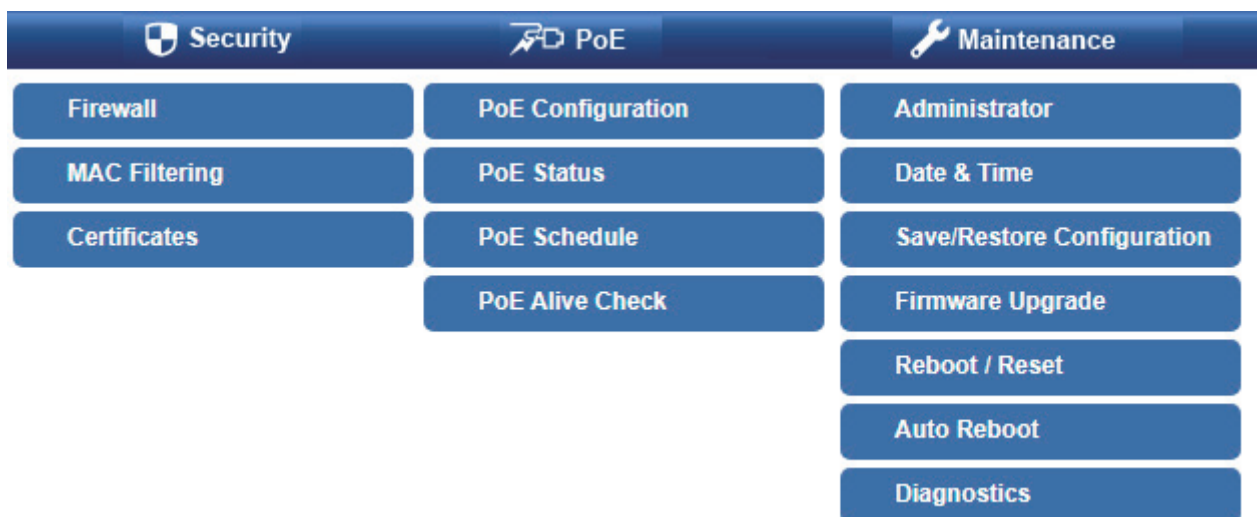 Security
Firewall
MAC Filtering
Certificates
PoE
PoE Configuration
PoE Status
PoE Schedule
PoE Alive Check
Maintenance
Administrator
Date & Time
Save/Restore Configuration
Firmware Upgrade
Reboot / Reset
Auto Reboot
Diagnostics